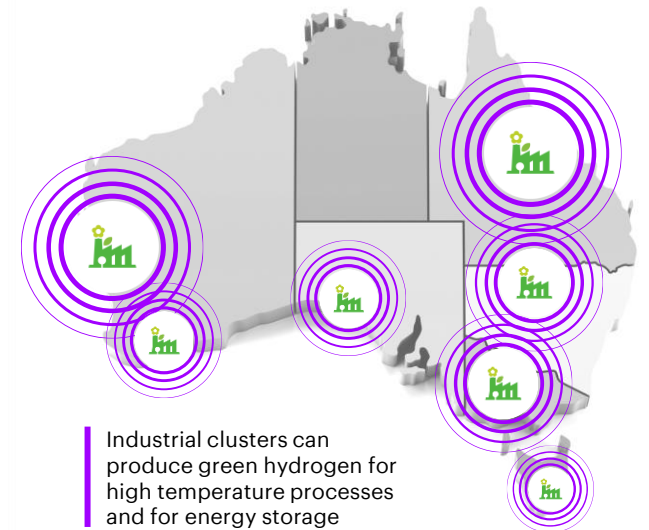 Industrial clusters can
produce green hydrogen for
high temperature processes
and for energy storage